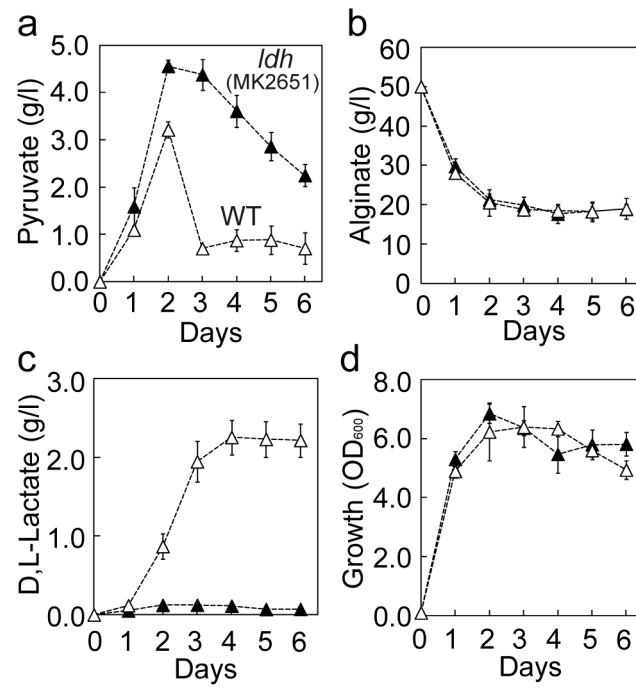 a
Pyruvate (g/l)
5.0
4.0
3.0
2.0
1.0
0.0
ldh
(MK2651)
WT
0 1 2 3 4 5 6
Days
b
Alginate (g/l)
60
50
40
30
20
10
0
0 1 2 3 4 5 6
Days
c
D,L-Lactate (g/l)
3.0
2.0
1.0
0.0
0 1 2 3 4 5 6
Days
d
Growth (OD600)
8.0
6.0
4.0
2.0
0.0
0 1 2 3 4 5 6
Days